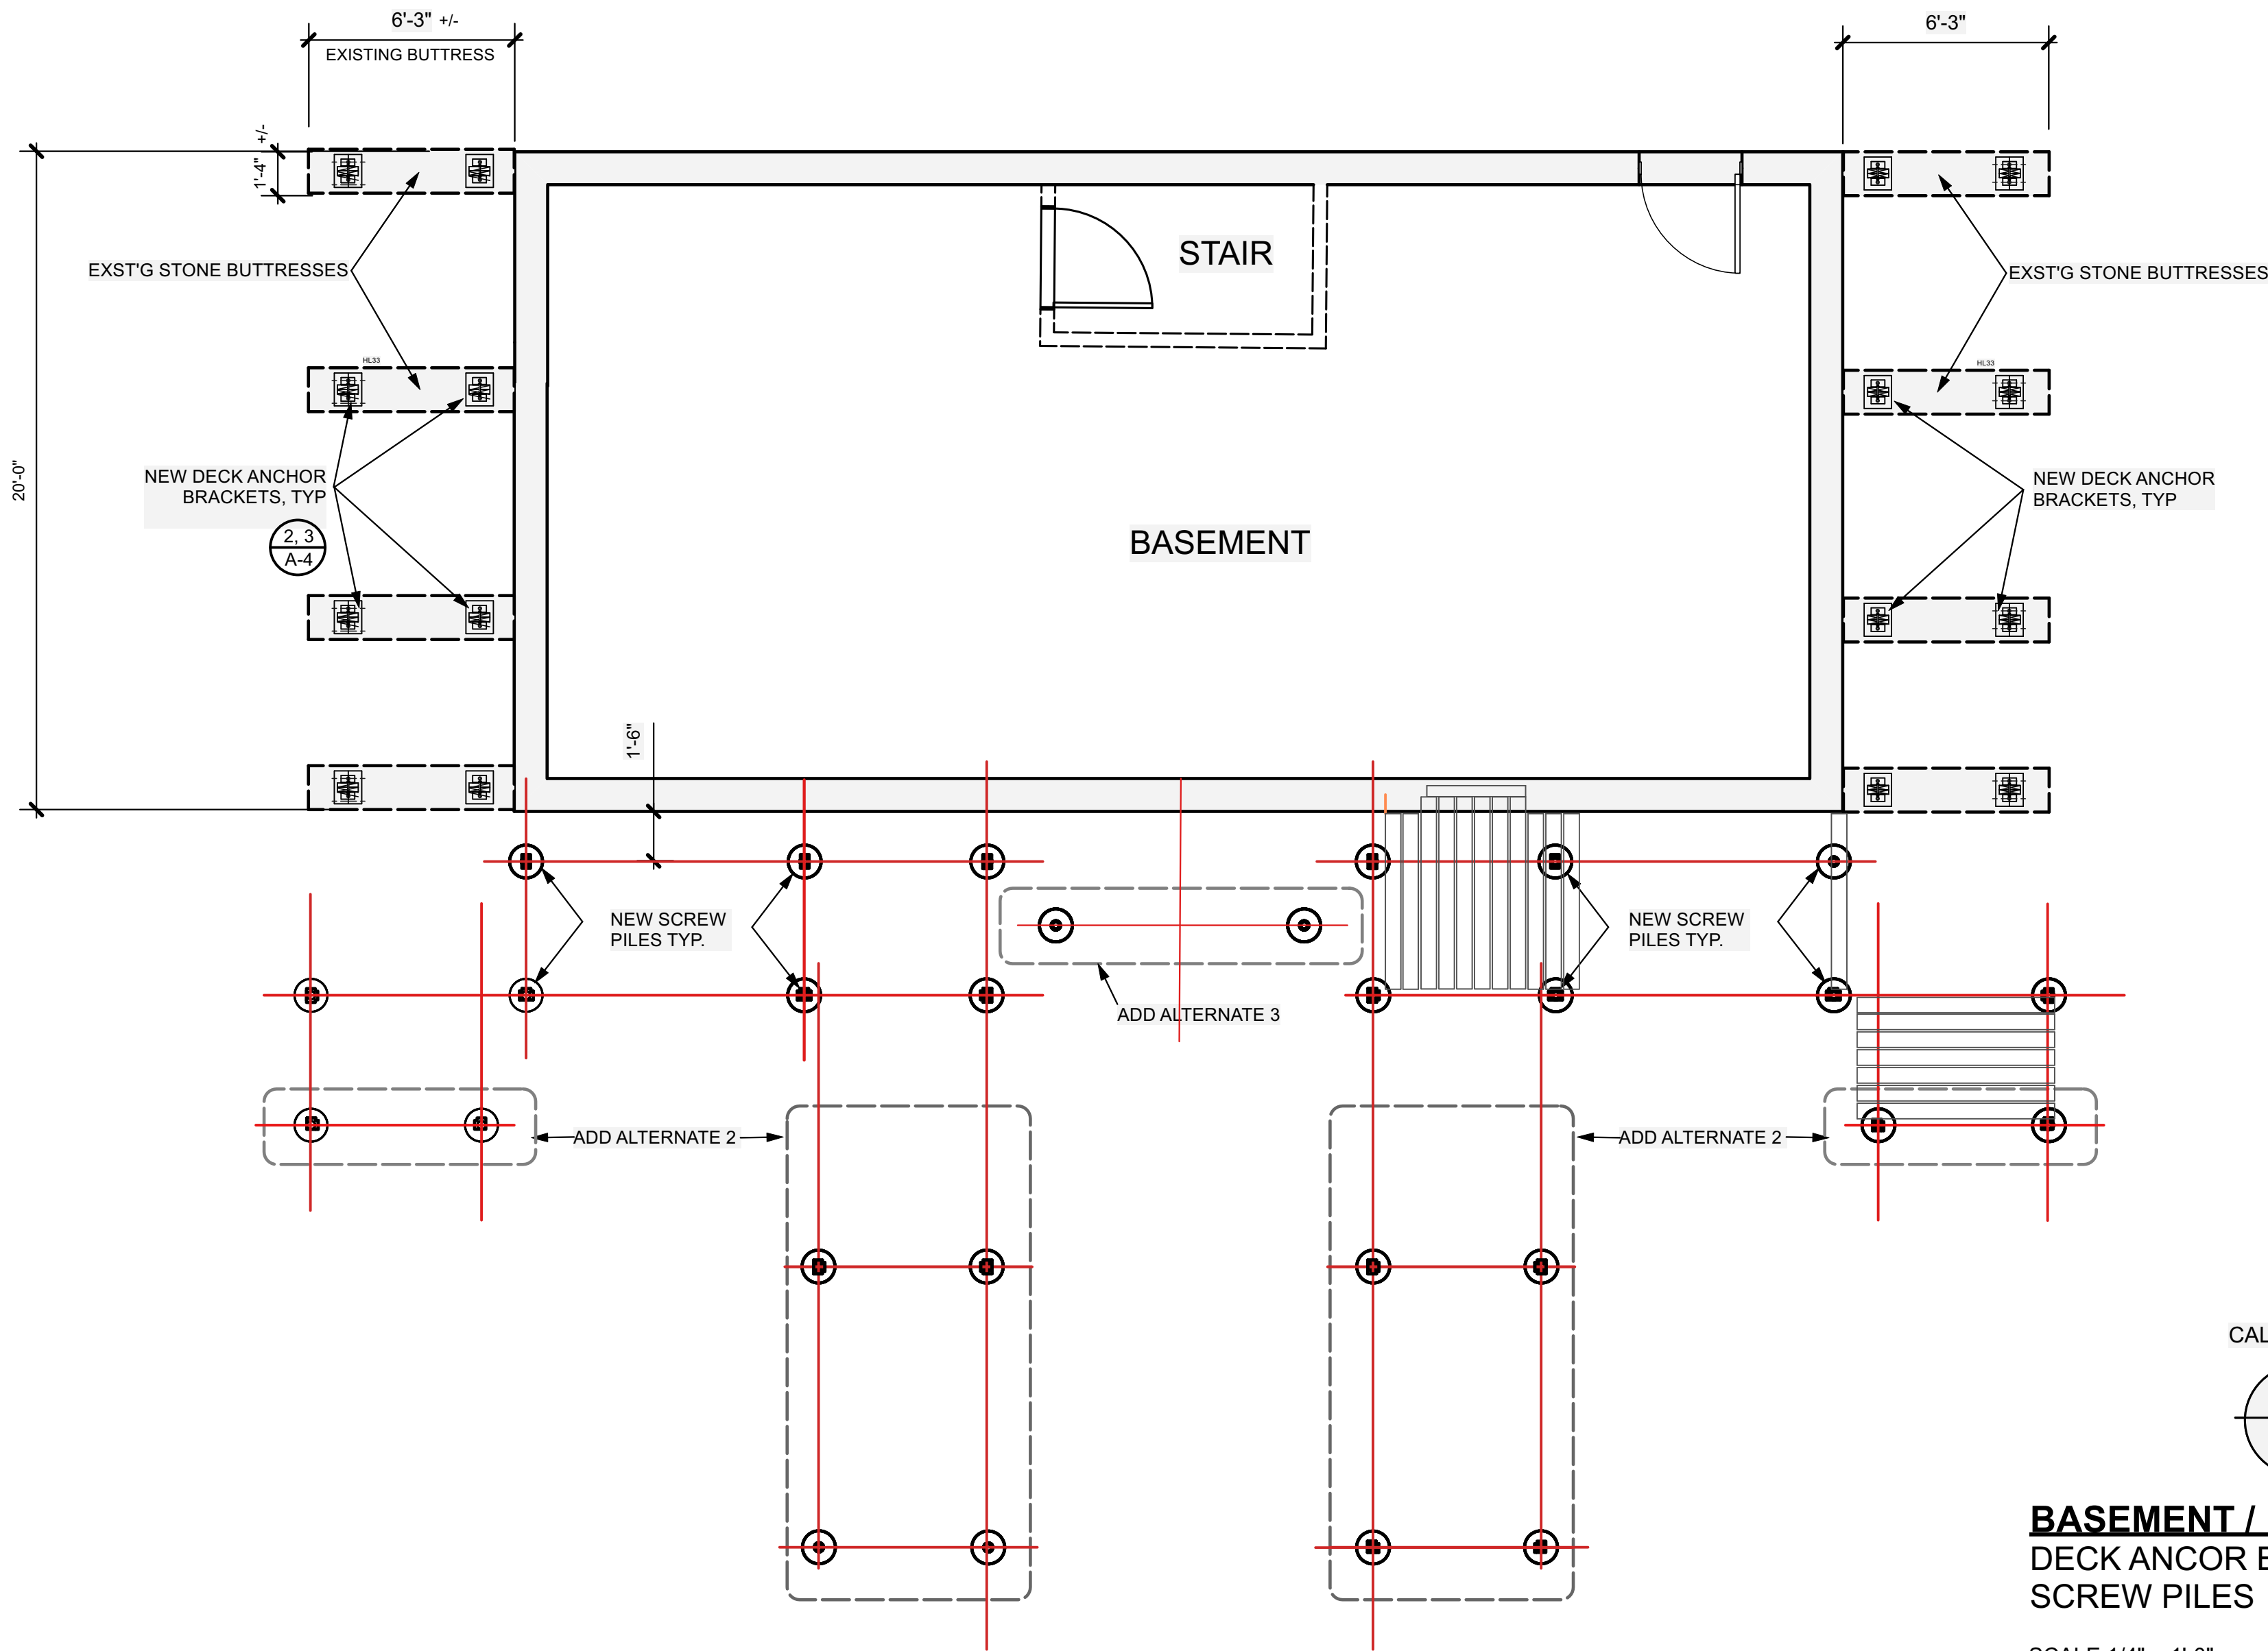 6'-3" +/-
EXISTING BUTTRESS
6'-3"
1'-4" +/-
STAIR
EXST'G STONE BUTTRESSES
EXST'G STONE BUTTRESSES
HL33
HL33
20'-0"
NEW DECK ANCHOR
BRACKETS, TYP
2, 3
A-4
NEW DECK ANCHOR
BRACKETS, TYP
BASEMENT
1'-6"
NEW SCREW
PILES TYP.
NEW SCREW
PILES TYP.
ADD ALTERNATE 3
ADD ALTERNATE 2
ADD ALTERNATE 2
CAL
BASEMENT /
DECK ANCOR
SCREW PILES